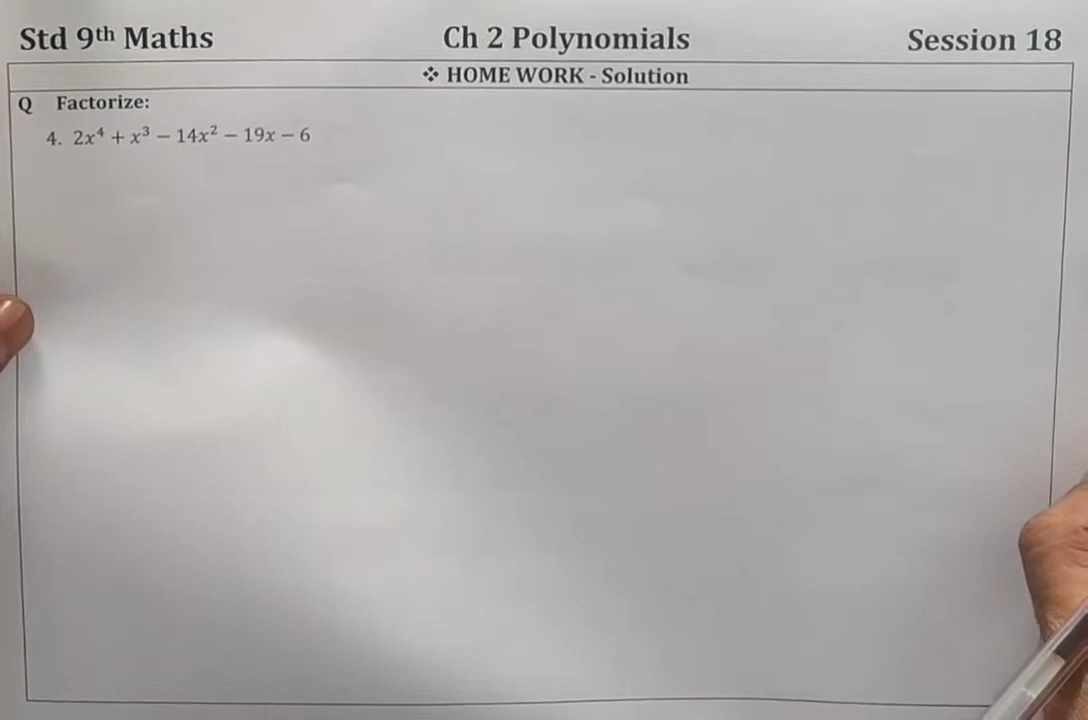 Std 9th Maths Ch 2 Polynomials Session 18
❖ HOME WORK - Solution
Q Factorize:
4. 2x⁴ + x³ − 14x² − 19x − 6